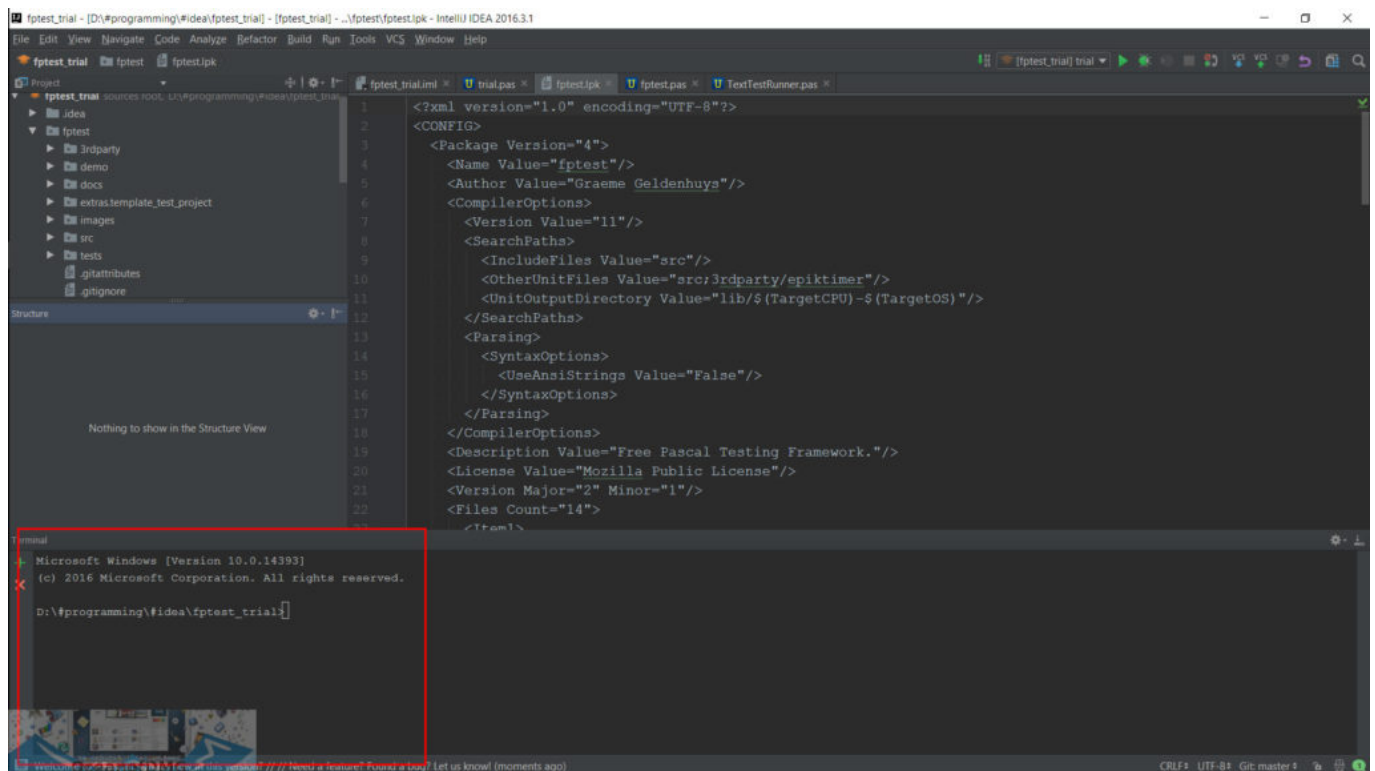 fptest_trial - [D:\#programming\#idea\fptest_trial] - [fptest_trial] - ...\fptest\fptest.lpk - IntelliJ IDEA 2016.3.1
File Edit View Navigate Code Analyze Refactor Build Run Tools VCS Window Help
fptest_trial fptest fptest.lpk [fptest_trial] trial
Project fptest_trial.iml trial.pas fptest.lpk fptest.pas TextTestRunner.pas
fptest_trial sources root, D:\#programming\#idea\fptest_trial
.idea
fptest
3rdparty
demo
docs
extras.template_test_project
images
src
tests
.gitattributes
.gitignore
Structure
Nothing to show in the Structure View
1 <?xml version="1.0" encoding="UTF-8"?>
2 <CONFIG>
3 <Package Version="4">
4 <Name Value="fptest"/>
5 <Author Value="Graeme Geldenhuys"/>
6 <CompilerOptions>
7 <Version Value="11"/>
8 <SearchPaths>
9 <IncludeFiles Value="src"/>
10 <OtherUnitFiles Value="src;3rdparty/epiktimer"/>
11 <UnitOutputDirectory Value="lib/$(TargetCPU)-$(TargetOS)"/>
12 </SearchPaths>
13 <Parsing>
14 <SyntaxOptions>
15 <UseAnsiStrings Value="False"/>
16 </SyntaxOptions>
17 </Parsing>
18 </CompilerOptions>
19 <Description Value="Free Pascal Testing Framework."/>
20 <License Value="Mozilla Public License"/>
21 <Version Major="2" Minor="1"/>
22 <Files Count="14">
23 <Item1>
Terminal
Microsoft Windows [Version 10.0.14393]
(c) 2016 Microsoft Corporation. All rights reserved.
D:\#programming\#idea\fptest_trial>
Welcome this version? // // Need a feature? Found a bug? Let us know! (moments ago) CRLF UTF-8 Git: master 1